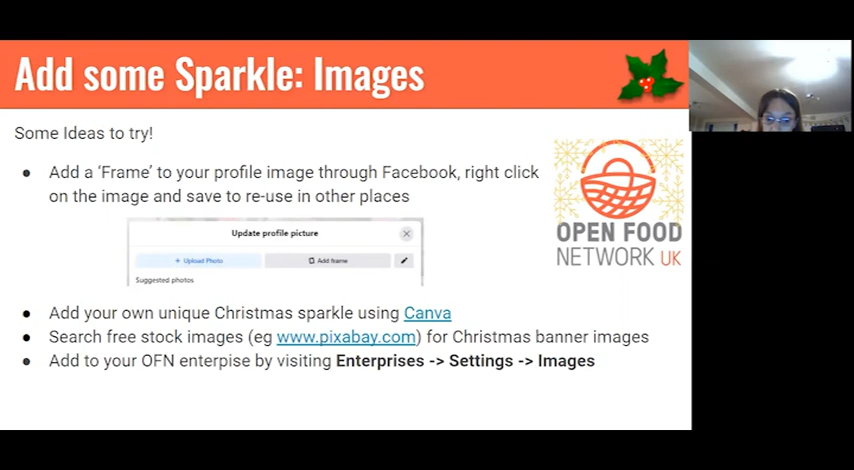 Add some Sparkle: Images
Some Ideas to try!
● Add a ‘Frame’ to your profile image through Facebook, right click
on the image and save to re-use in other places
Update profile picture
+ Upload Photo
Add frame
Suggested photos
OPEN FOOD
NETWORK UK
● Add your own unique Christmas sparkle using Canva
● Search free stock images (eg www.pixabay.com) for Christmas banner images
● Add to your OFN enterpise by visiting Enterprises -> Settings -> Images